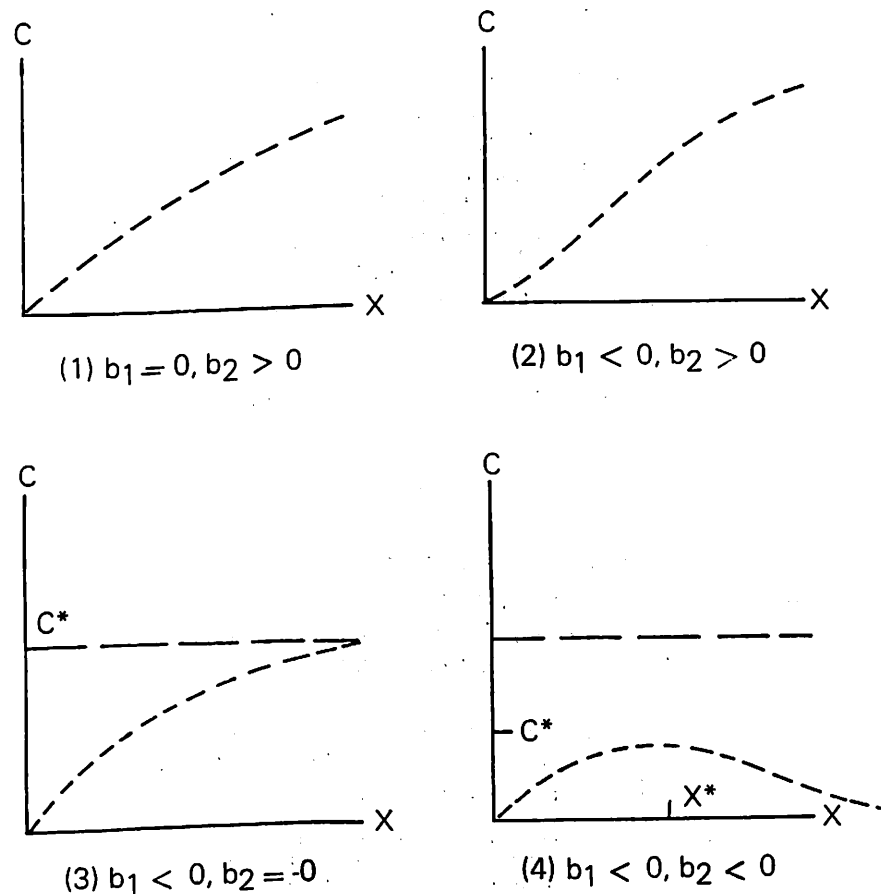 C
X
(1) b₁ = 0, b₂ > 0
C
X
(2) b₁ < 0, b₂ > 0
C
C*
X
(3) b₁ < 0, b₂ = -0
C
C*
X*
X
(4) b₁ < 0, b₂ < 0